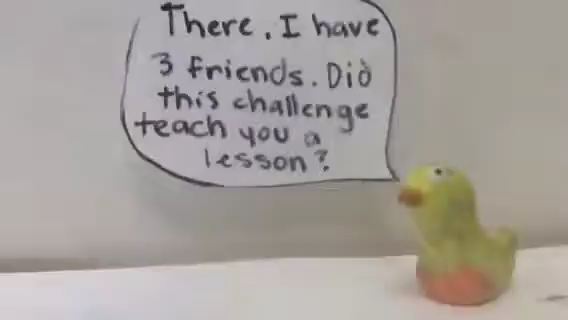 There, I have
3 friends. Did
this challenge
teach you a
lesson?